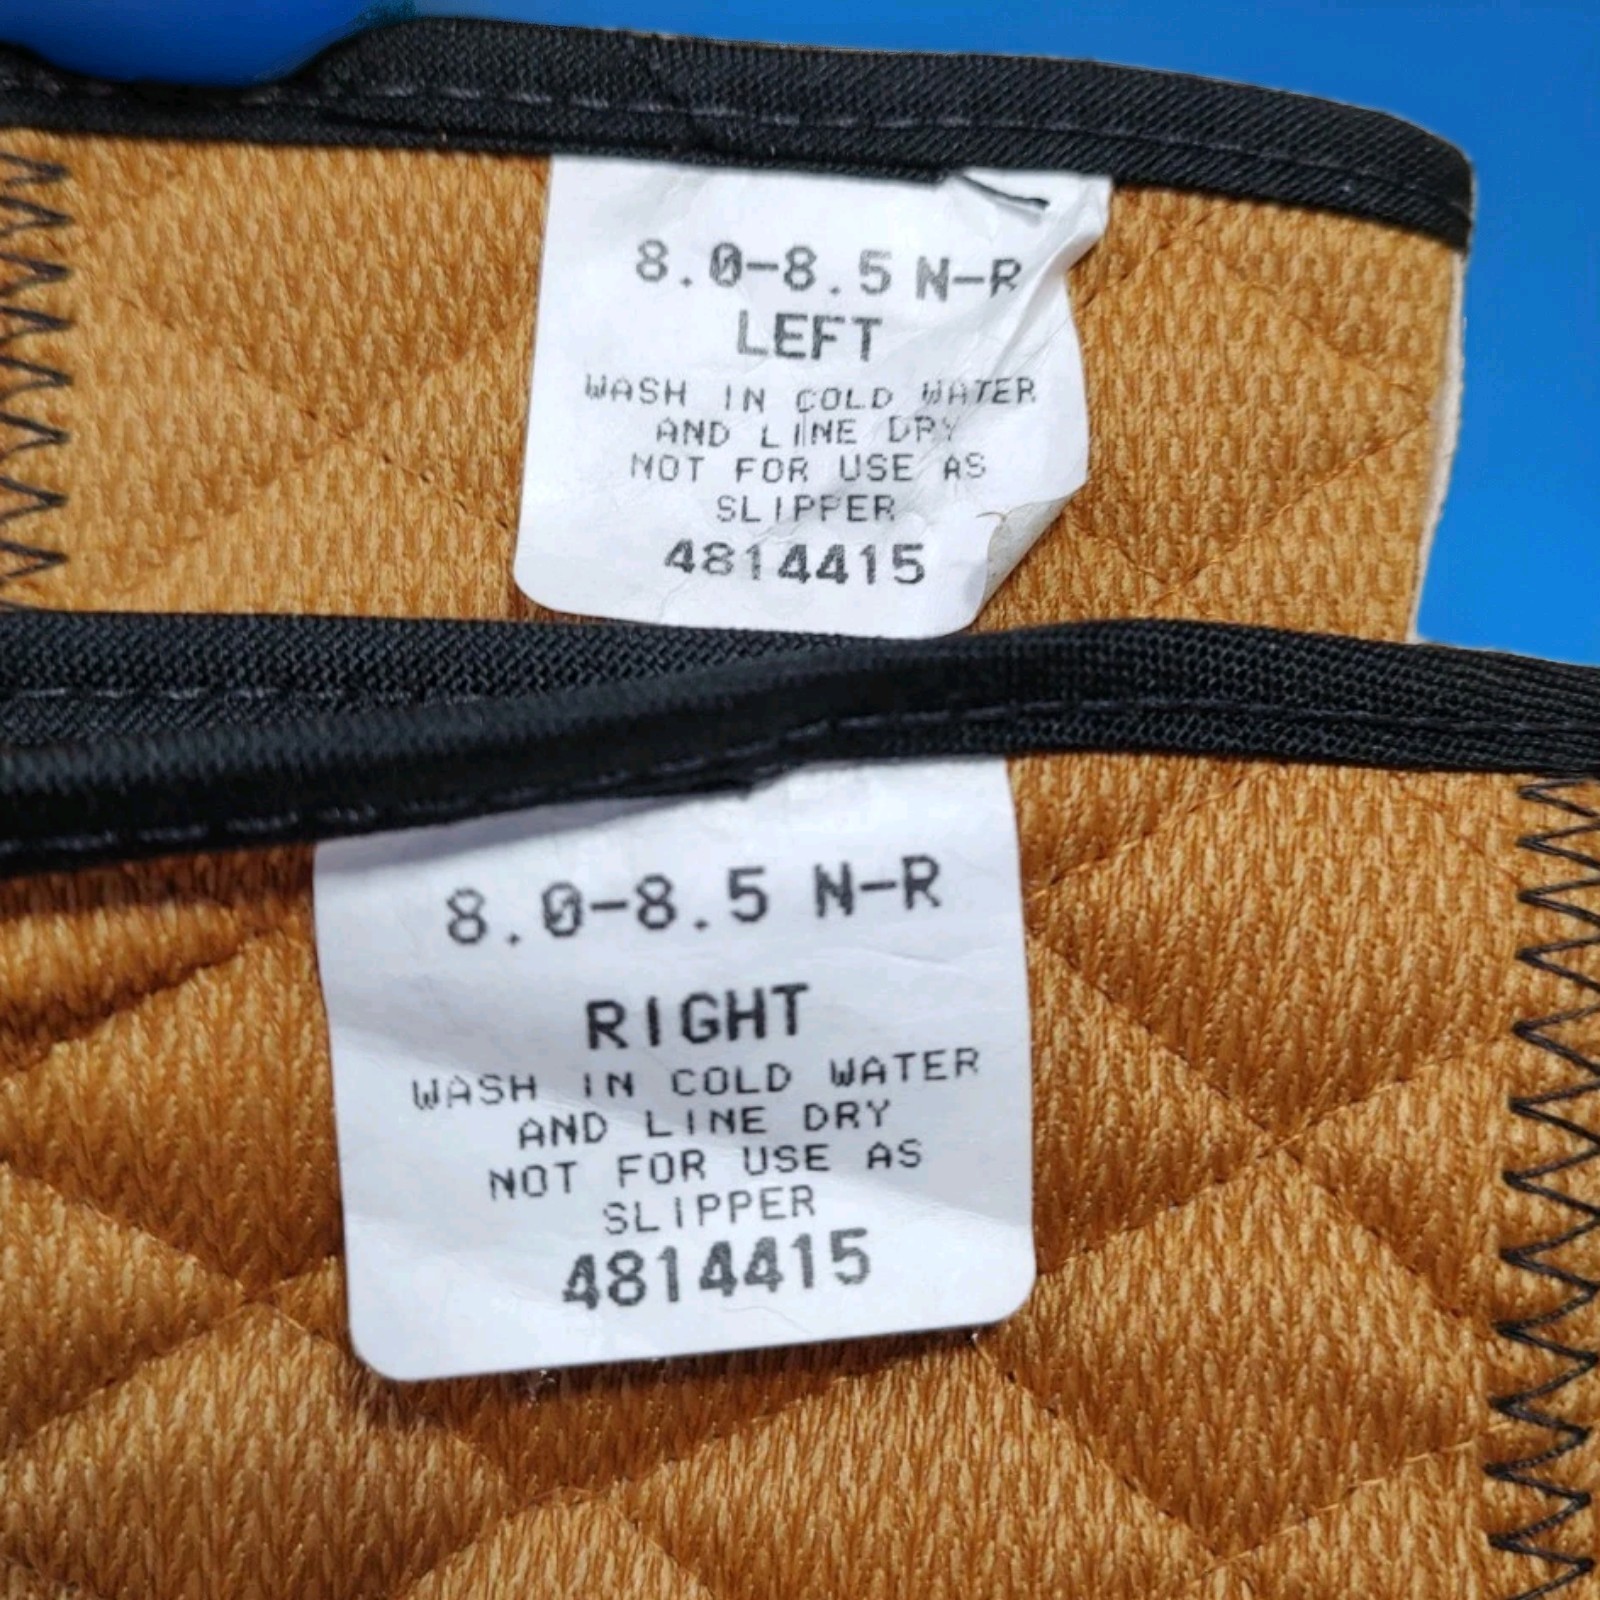 8.0-8.5 N-R
LEFT
WASH IN COLD WATER
AND LINE DRY
NOT FOR USE AS
SLIPPER
4814415
8.0-8.5 N-R
RIGHT
WASH IN COLD WATER
AND LINE DRY
NOT FOR USE AS
SLIPPER
4814415